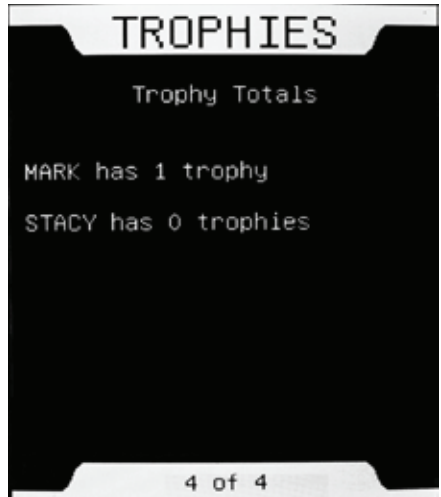 TROPHIES
Trophy Totals
MARK has 1 trophy
STACY has 0 trophies
4 of 4